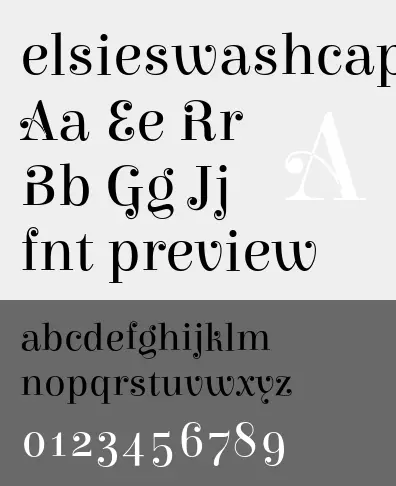 elsieswashcap
Aa Ee Rr
A
Bb Gg Jj
fnt preview
abcdefghijklm
nopqrstuvwxyz
0123456789